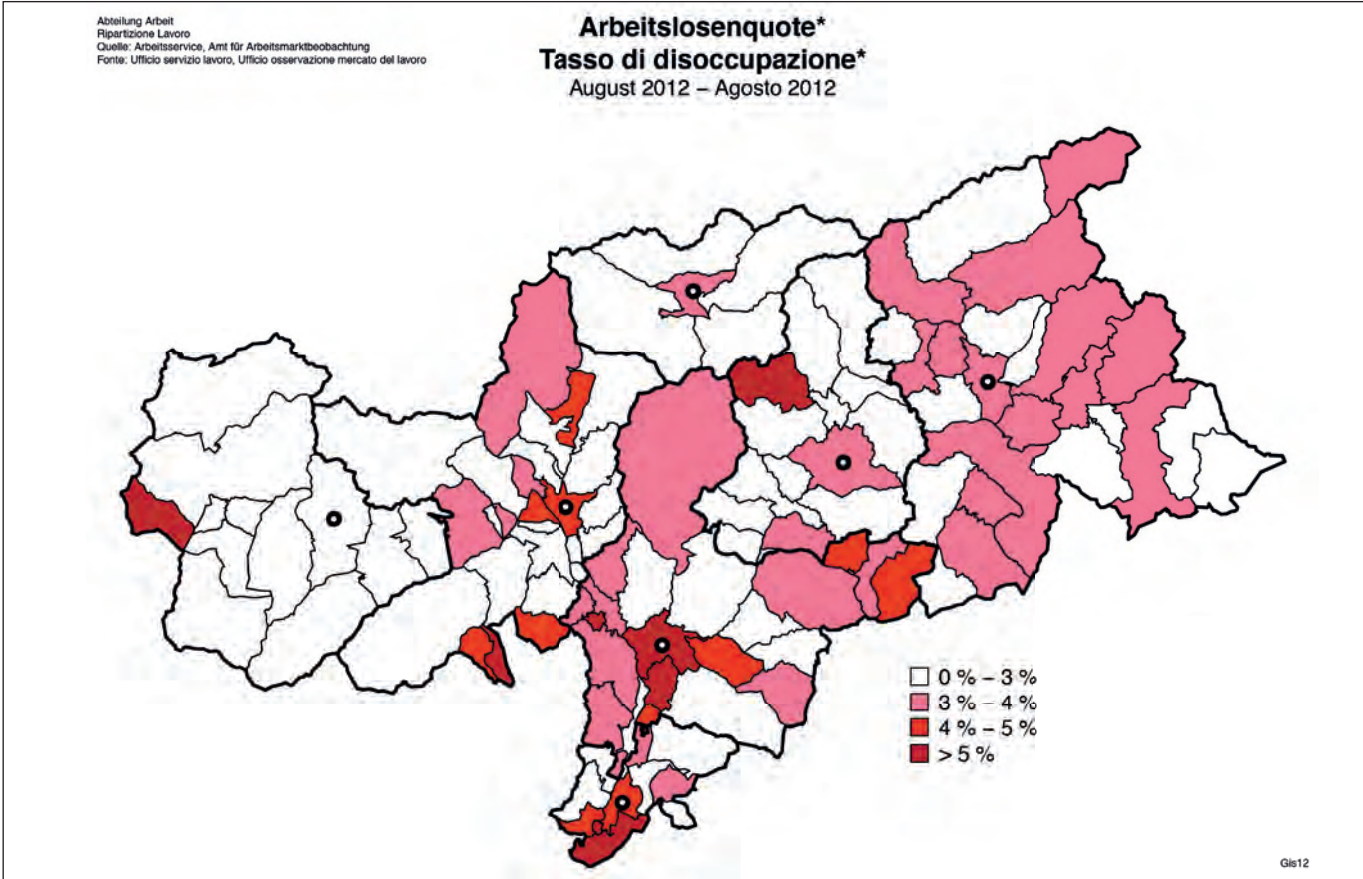 Abteilung Arbeit
Ripartizione Lavoro
Quelle: Arbeitsservice, Amt für Arbeitsmarktbeobachtung
Fonte: Ufficio servizio lavoro, Ufficio osservazione mercato del lavoro
Arbeitslosenquote*
Tasso di disoccupazione*
August 2012 – Agosto 2012
0 % – 3 %
3 % – 4 %
4 % – 5 %
> 5 %
Gis12